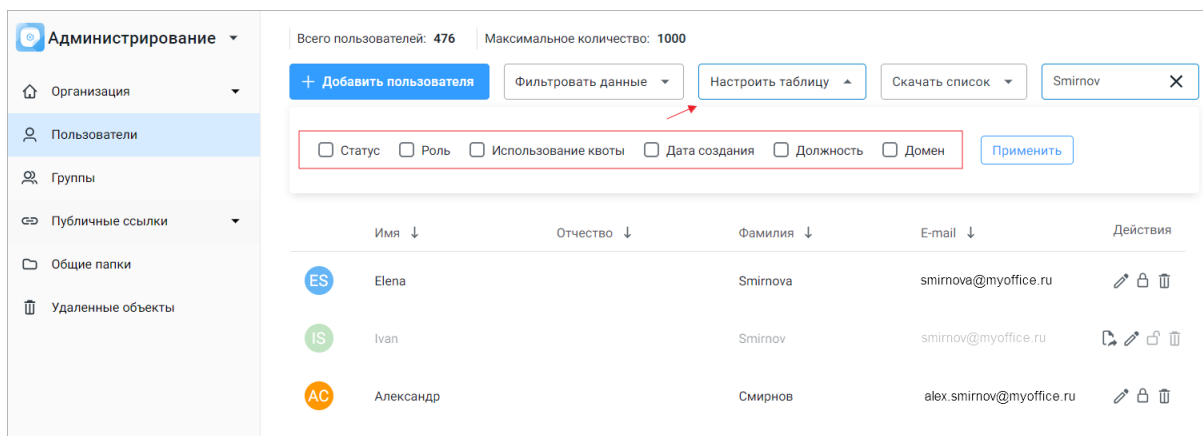 Администрирование
Организация
Пользователи
Группы
Публичные ссылки
Общие папки
Удаленные объекты
Всего пользователей: 476 Максимальное количество: 1000
+ Добавить пользователя Фильтровать данные Настроить таблицу Скачать список Smirnov
Статус Роль Использование квоты Дата создания Должность Домен Применить
Имя Отчество Фамилия E-mail Действия
ES Elena Smirnova smirnova@myoffice.ru
IS Ivan Smirnov smirnov@myoffice.ru
АС Александр Смирнов alex.smirnov@myoffice.ru